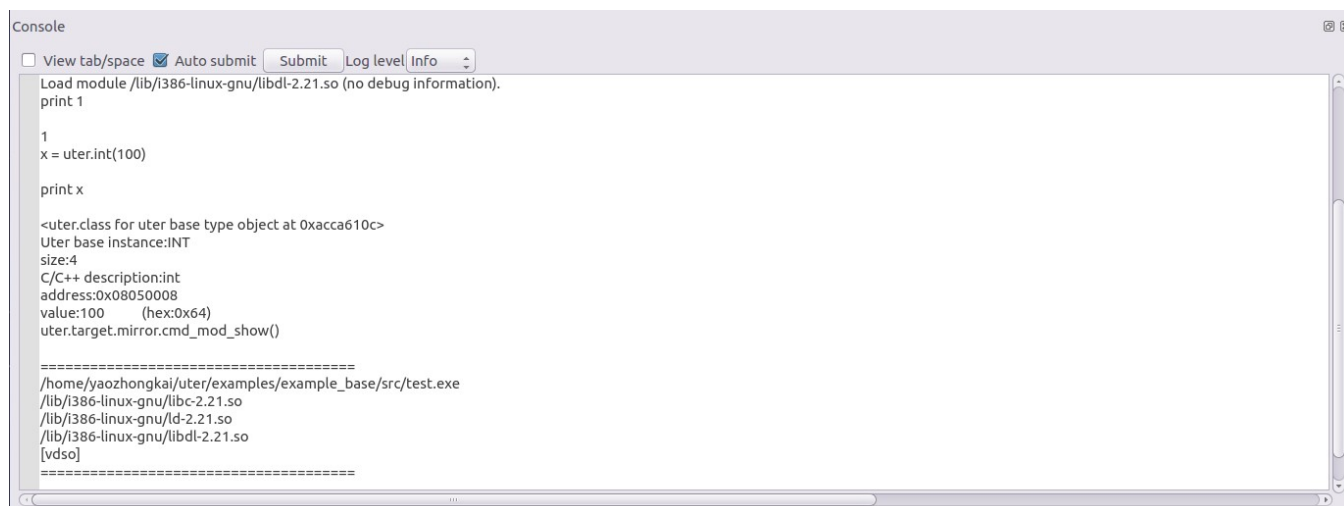 Console
View tab/space Auto submit Submit Log level Info
Load module /lib/i386-linux-gnu/libdl-2.21.so (no debug information).
print 1
1
x = uter.int(100)
print x
<uter.class for uter base type object at 0xacca610c>
Uter base instance:INT
size:4
C/C++ description:int
address:0x08050008
value:100 (hex:0x64)
uter.target.mirror.cmd_mod_show()
======================================
/home/yaozhongkai/uter/examples/example_base/src/test.exe
/lib/i386-linux-gnu/libc-2.21.so
/lib/i386-linux-gnu/ld-2.21.so
/lib/i386-linux-gnu/libdl-2.21.so
[vdso]
======================================